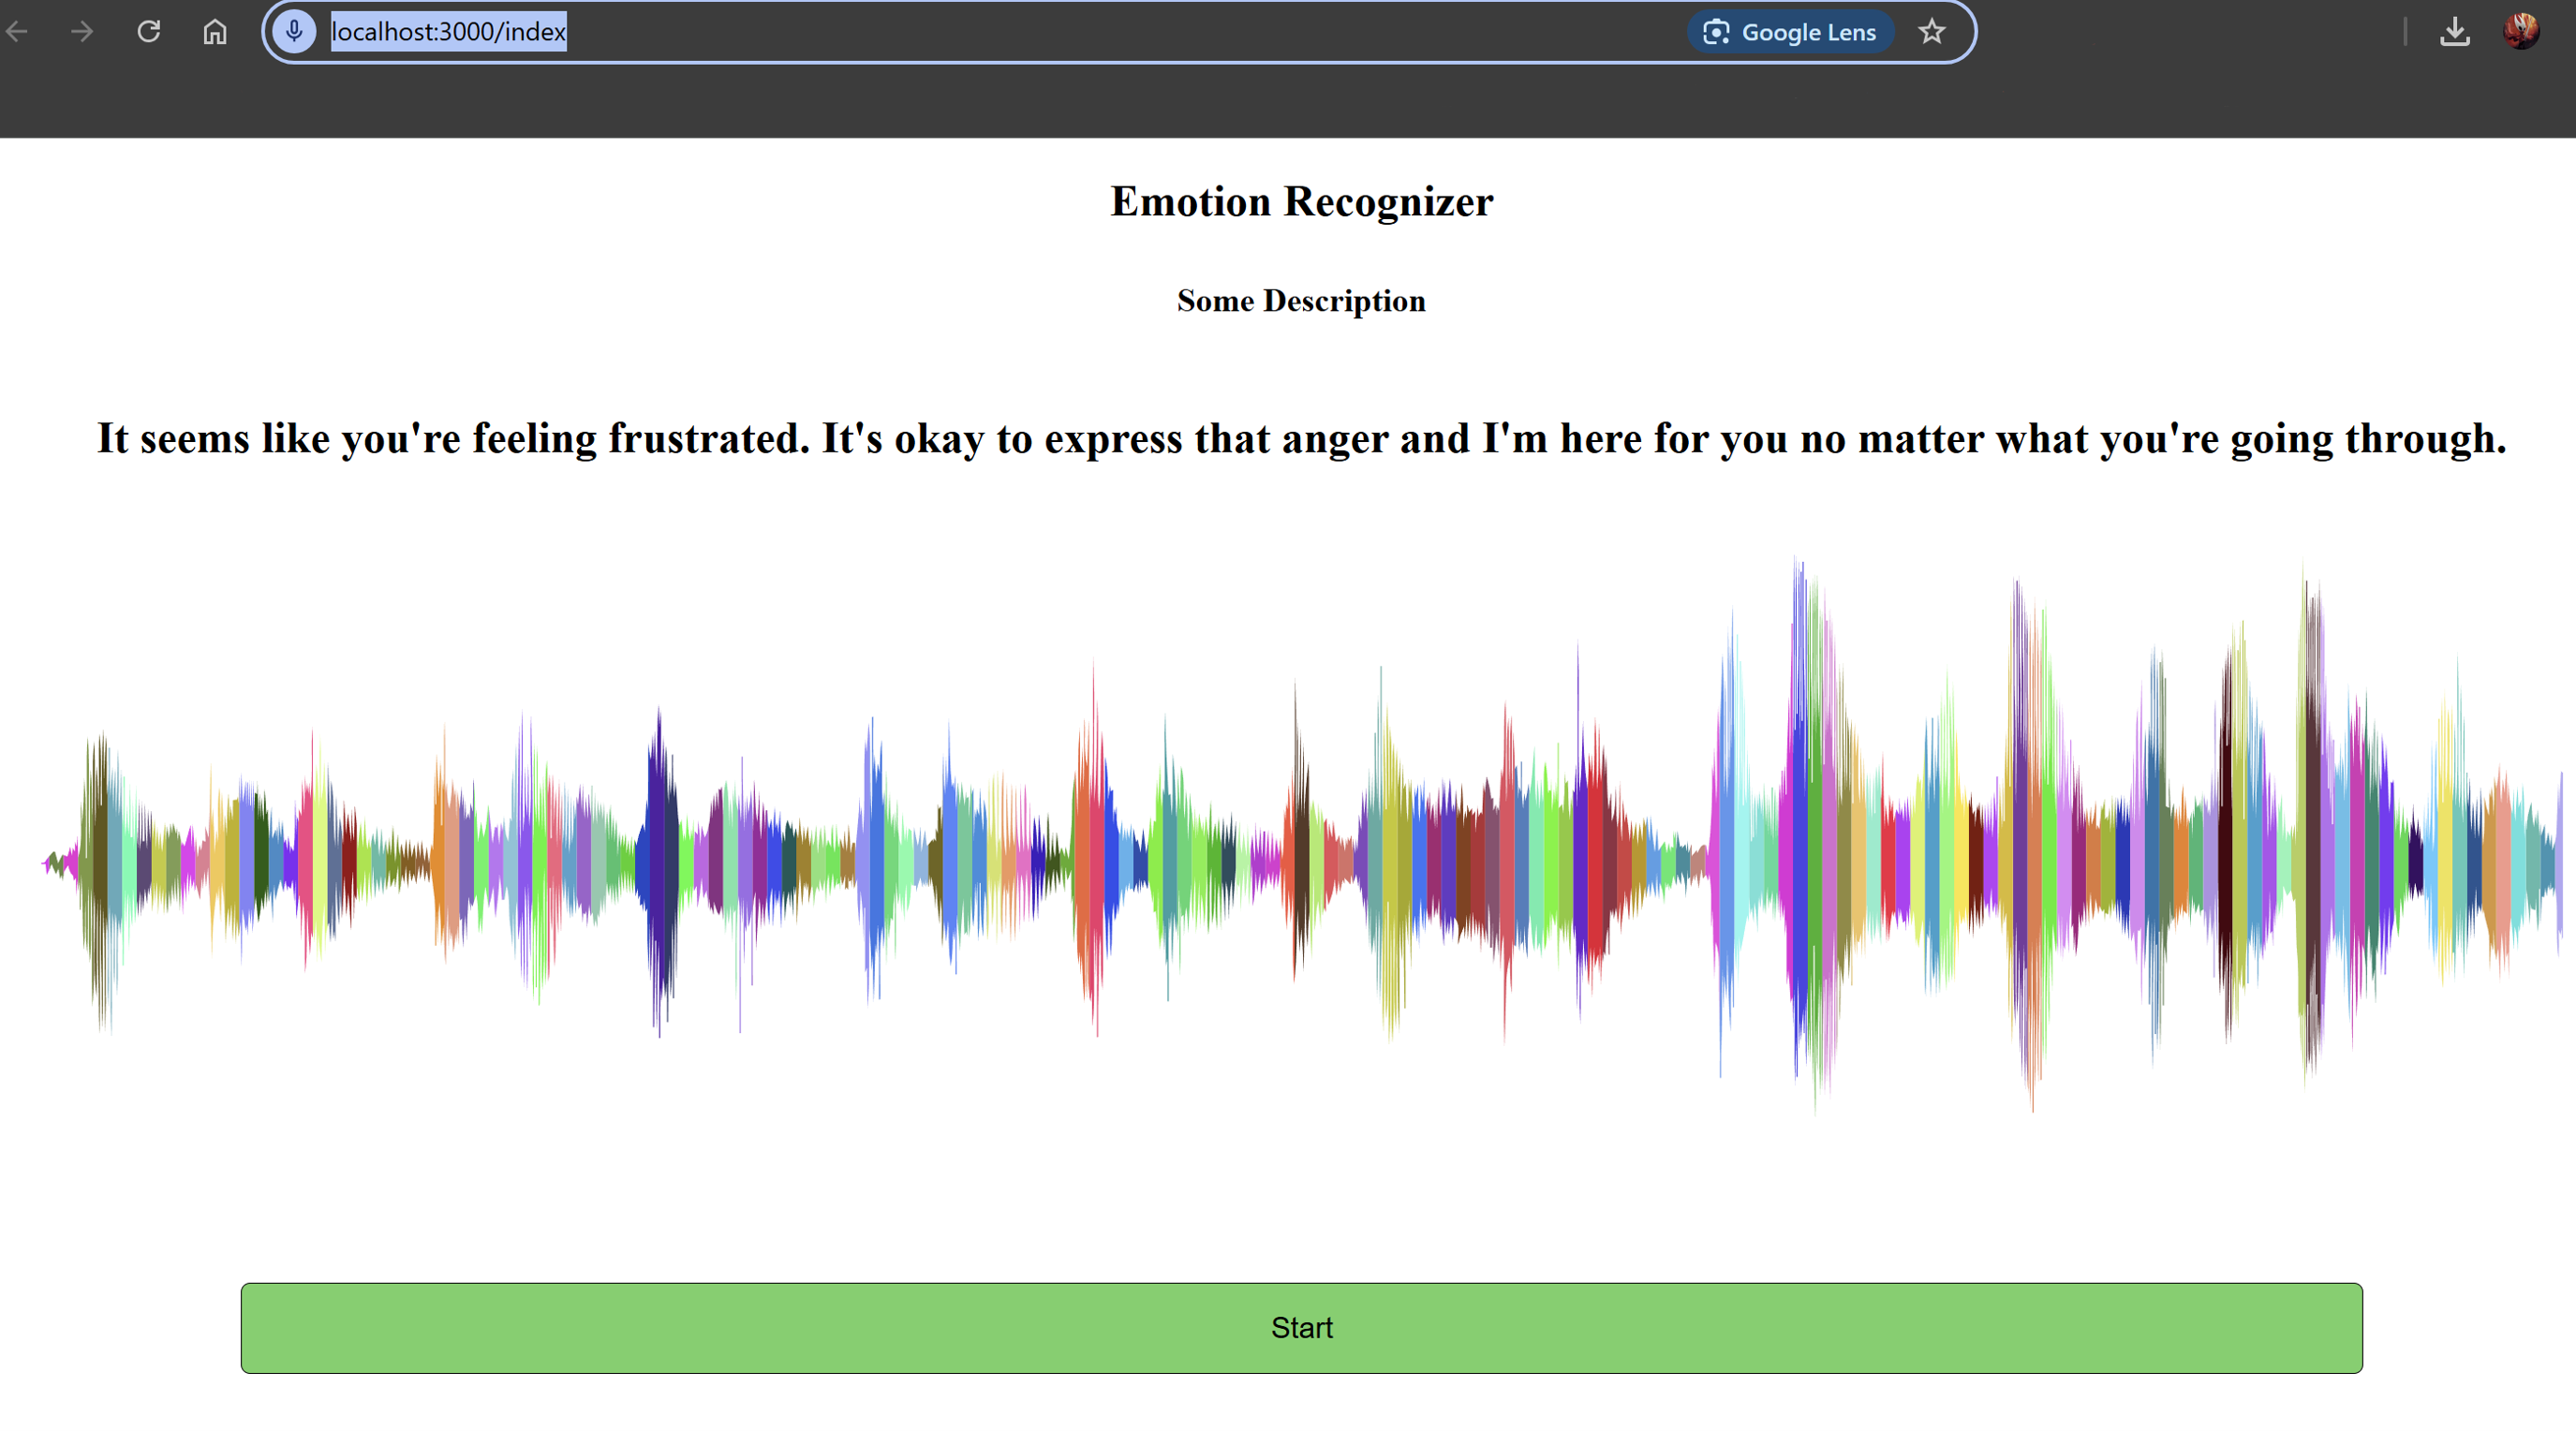 localhost:3000/index
Google Lens
Emotion Recognizer
Some Description
It seems like you're feeling frustrated. It's okay to express that anger and I'm here for you no matter what you're going through.
Start